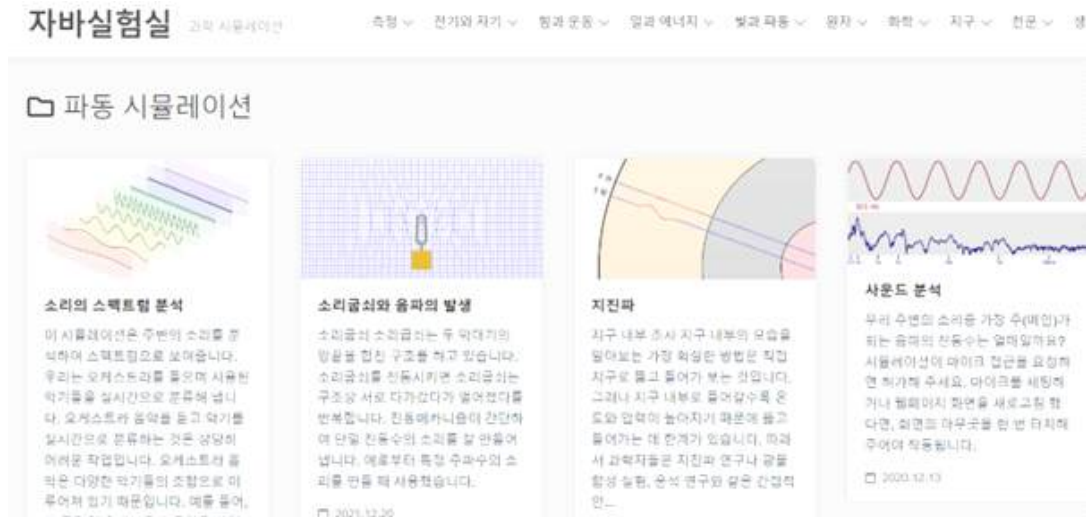 자바실험실 과학 시뮬레이션
측정 전기와 자기 힘과 운동 열과 에너지 빛과 파동 원자 화학 지구 천문 생
파동 시뮬레이션
소리의 스펙트럼 분석
이 시뮬레이션은 주변의 소리를 분
석하여 스펙트럼으로 보여줍니다.
우리는 오케스트라를 들으며 사용된
악기들을 실시간으로 분류해 냅니
다. 오케스트라 음악을 듣고 악기를
실시간으로 분류하는 것은 상당히
어려운 작업입니다. 오케스트라 음
악은 다양한 악기들의 조합으로 이
루어져 있기 때문입니다. 예를 들어,
소리굽쇠와 음파의 발생
소리굽쇠 소리굽쇠는 두 막대기의
양끝을 합친 구조를 하고 있습니다.
소리굽쇠를 진동시키면 소리굽쇠는
구조상 서로 다가갔다가 멀어졌다를
반복합니다. 진동메카니즘이 간단하
여 단일 진동수의 소리를 잘 만들어
냅니다. 예로부터 특정 주파수의 소
리를 만들 때 사용했습니다.
2021.12.20
지진파
지구 내부 조사 지구 내부의 모습을
알아보는 가장 확실한 방법은 직접
지구로 뚫고 들어가 보는 것입니다.
그러나 지구 내부로 들어갈수록 온
도와 압력이 높아지기 때문에 뚫고
들어가는 데 한계가 있습니다. 따라
서 과학자들은 지진파 연구나 광물
합성 실험, 운석 연구와 같은 간접적
인...
사운드 분석
우리 주변의 소리중 가장 주(메인)가
되는 음파의 진동수는 얼마일까요?
시뮬레이션이 마이크 접근을 요청하
면 허가해 주세요. 마이크를 세팅하
거나 웹페이지 화면을 새로고침 했
다면, 화면의 아무곳을 한 번 터치해
주어야 작동됩니다.
2020.12.13